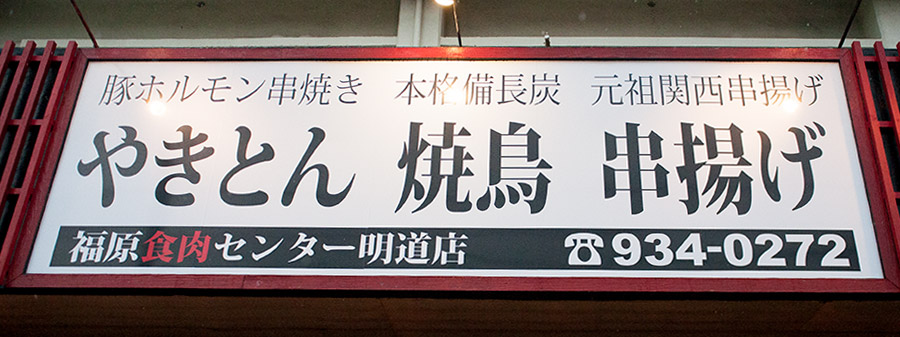 豚ホルモン串焼き 本格備長炭 元祖関西串揚げ
やきとん 焼鳥 串揚げ
福原食肉センター明道店 ☎934-0272